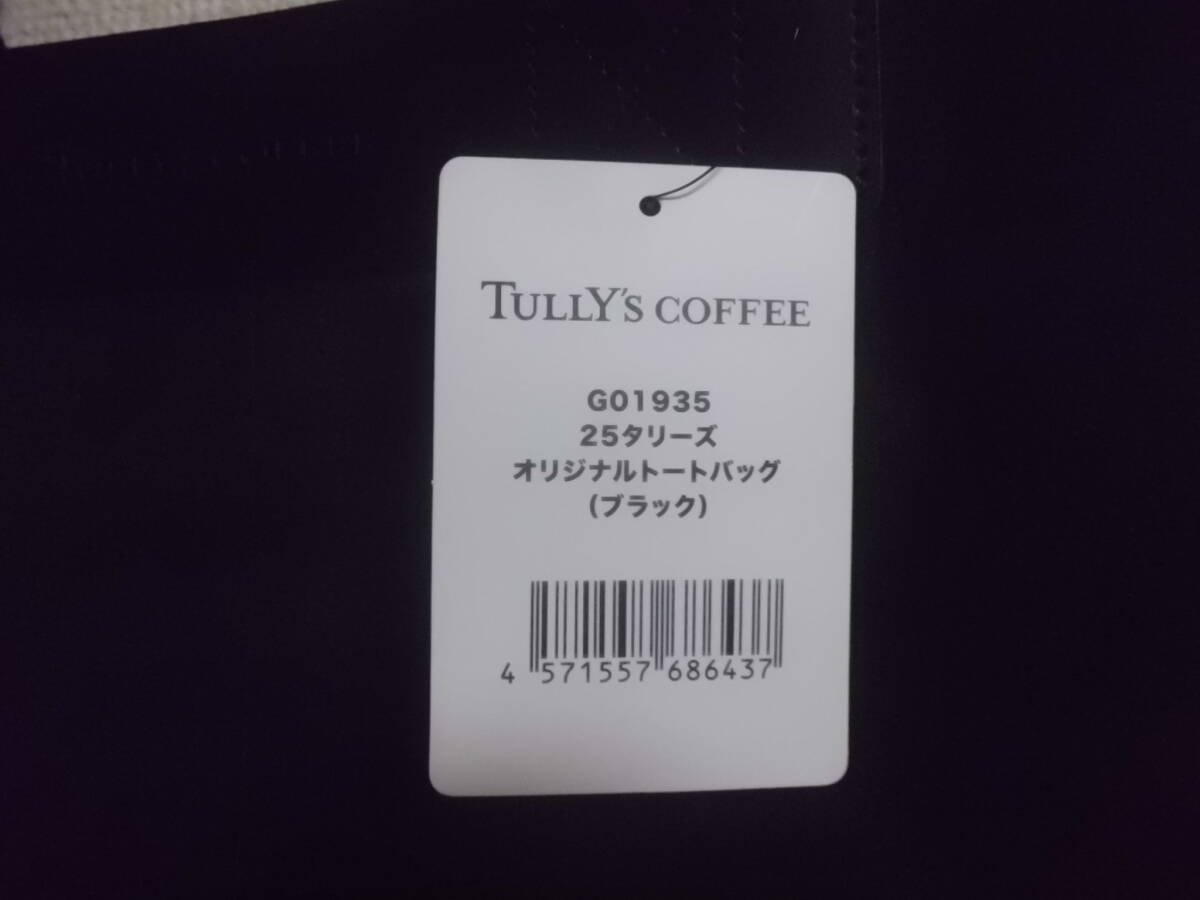 TULLY'S COFFEE
G01935
25タリーズ
オリジナルトートバッグ
(ブラック)
4 571557 686437